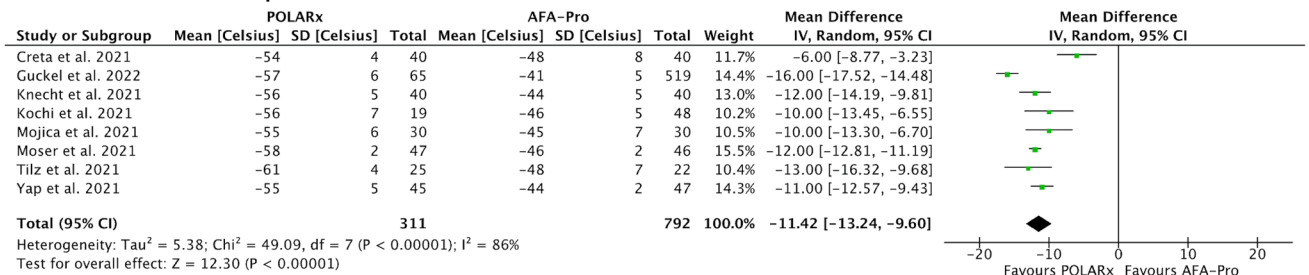 POLARx AFA-Pro Mean Difference Mean Difference
Study or Subgroup Mean [Celsius] SD [Celsius] Total Mean [Celsius] SD [Celsius] Total Weight IV, Random, 95% CI IV, Random, 95% CI
Creta et al. 2021 -54 4 40 -48 8 40 11.7% -6.00 [-8.77, -3.23]
Guckel et al. 2022 -57 6 65 -41 5 519 14.4% -16.00 [-17.52, -14.48]
Knecht et al. 2021 -56 5 40 -44 5 40 13.0% -12.00 [-14.19, -9.81]
Kochi et al. 2021 -56 7 19 -46 5 48 10.2% -10.00 [-13.45, -6.55]
Mojica et al. 2021 -55 6 30 -45 7 30 10.5% -10.00 [-13.30, -6.70]
Moser et al. 2021 -58 2 47 -46 2 46 15.5% -12.00 [-12.81, -11.19]
Tilz et al. 2021 -61 4 25 -48 7 22 10.4% -13.00 [-16.32, -9.68]
Yap et al. 2021 -55 5 45 -44 2 47 14.3% -11.00 [-12.57, -9.43]
Total (95% CI) 311 792 100.0% -11.42 [-13.24, -9.60]
Heterogeneity: Tau² = 5.38; Chi² = 49.09, df = 7 (P < 0.00001); I² = 86%
Test for overall effect: Z = 12.30 (P < 0.00001)
-20 -10 0 10 20
Favours POLARx Favours AFA-Pro